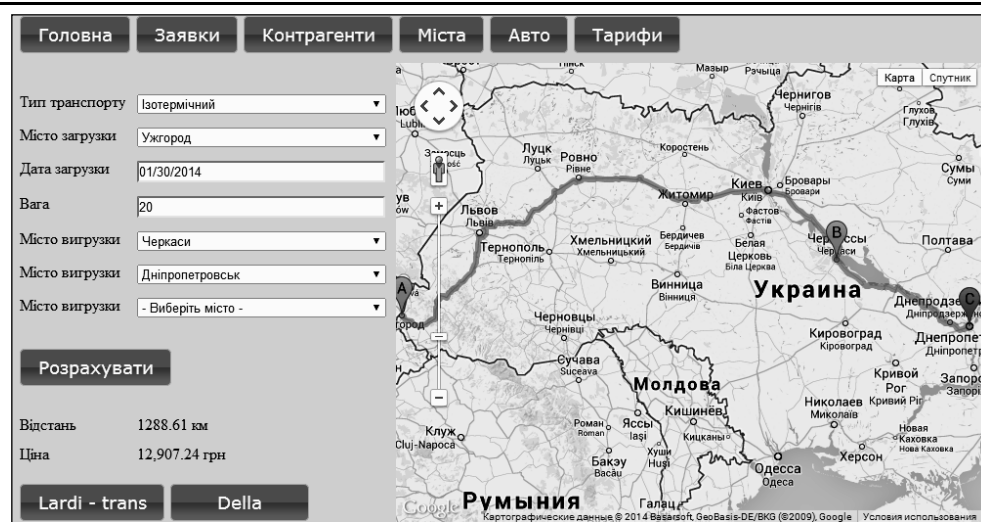 Головна Заявки Контрагенти Міста Авто Тарифи
Тип транспорту Ізотермічний
Місто загрузки Ужгород
Дата загрузки 01/30/2014
Вага 20
Місто вигрузки Черкаси
Місто вигрузки Дніпропетровськ
Місто вигрузки - Виберіть місто -
Розрахувати
Відстань 1288.61 км
Ціна 12,907.24 грн
Lardi - trans Della
Карта Спутник
Мазыр Рэчыца
Чернигов
Чернігів
Глухов
Глухів
Луцк
Луцьк
Ровно
Рівне
Коростень
Сумы
Суми
Киев
Київ
Бровары
Бровари
Житомир
Львов
Львів
Фастов
Фастів
Тернополь
Тернопіль
Хмельницкий
Хмельницький
Бердичев
Бердичів
Белая
Церковь
Біла Церква
B
Полтава
Винница
Вінниця
Украина
A
C
Черновцы
Чернівці
Кировоград
Кіровоград
Сучава
Suceava
Молдова
Кривой
Рог
Кривий Ріг
Николаев
Миколаїв
Кишинев
Роман
Roman
Яссы
Iași
Кицканы
Новая
Каховка
Нова Каховка
Клуж
Cluj-Napoca
Хуши
Huși
Бакэу
Bacău
Херсон
Одесса
Одеса
Румыния
Галац
Google
Картографические данные © 2014 Basarsoft, GeoBasis-DE/BKG (©2009), Google Условия использования